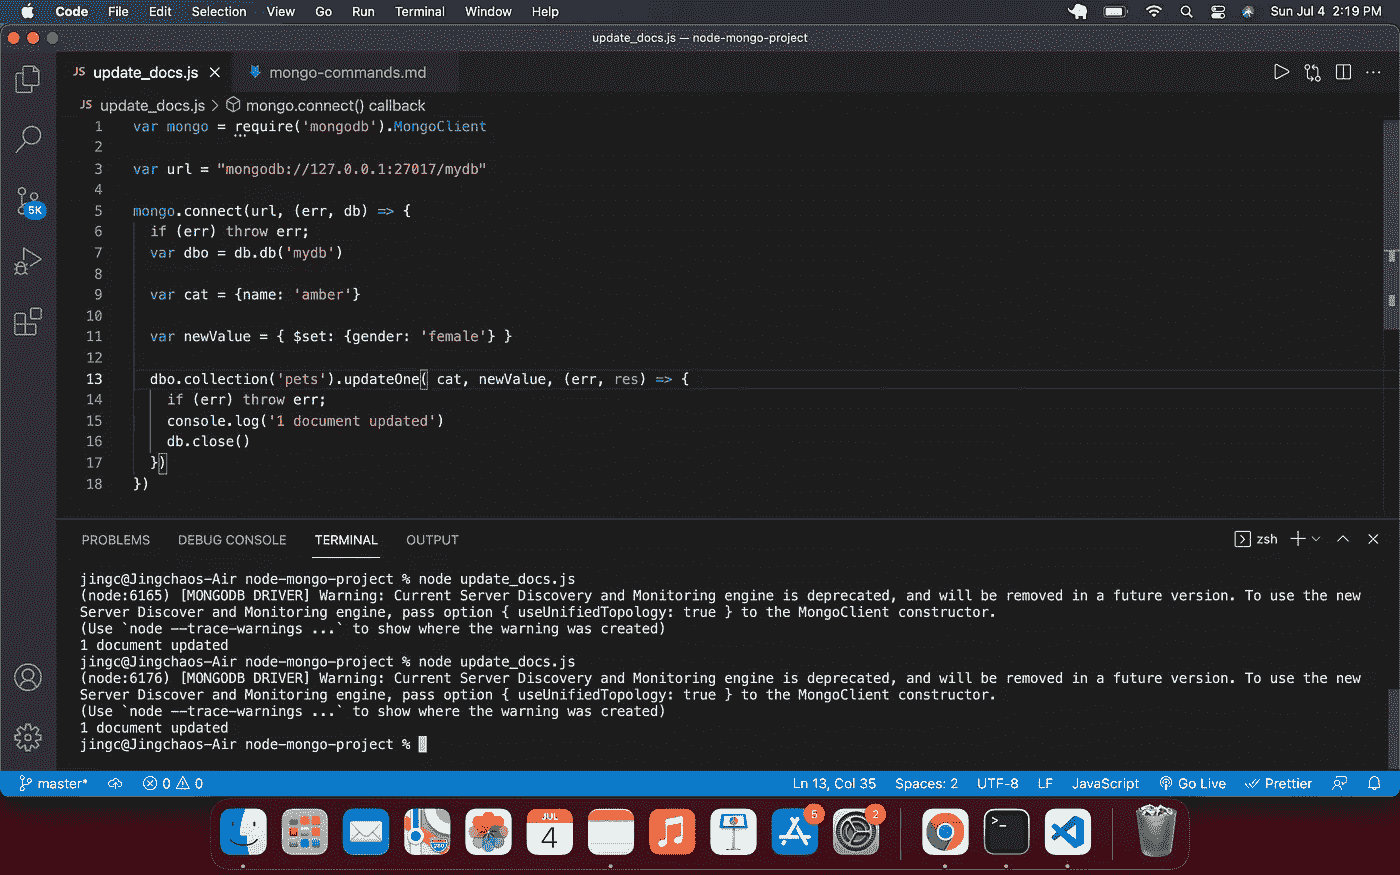 Code File Edit Selection View Go Run Terminal Window Help Sun Jul 4 2:19 PM
update_docs.js — node-mongo-project
JS update_docs.js mongo-commands.md
JS update_docs.js > mongo.connect() callback
1 var mongo = require('mongodb').MongoClient
2
3 var url = "mongodb://127.0.0.1:27017/mydb"
4
5 mongo.connect(url, (err, db) => {
6 if (err) throw err;
7 var dbo = db.db('mydb')
8
9 var cat = {name: 'amber'}
10
11 var newValue = { $set: {gender: 'female'} }
12
13 dbo.collection('pets').updateOne( cat, newValue, (err, res) => {
14 if (err) throw err;
15 console.log('1 document updated')
16 db.close()
17 })
18 })
5K
PROBLEMS DEBUG CONSOLE TERMINAL OUTPUT zsh
jingc@Jingchaos-Air node-mongo-project % node update_docs.js
(node:6165) [MONGODB DRIVER] Warning: Current Server Discovery and Monitoring engine is deprecated, and will be removed in a future version. To use the new
Server Discover and Monitoring engine, pass option { useUnifiedTopology: true } to the MongoClient constructor.
(Use `node --trace-warnings ...` to show where the warning was created)
1 document updated
jingc@Jingchaos-Air node-mongo-project % node update_docs.js
(node:6176) [MONGODB DRIVER] Warning: Current Server Discovery and Monitoring engine is deprecated, and will be removed in a future version. To use the new
Server Discover and Monitoring engine, pass option { useUnifiedTopology: true } to the MongoClient constructor.
(Use `node --trace-warnings ...` to show where the warning was created)
1 document updated
jingc@Jingchaos-Air node-mongo-project %
master* 0 0 Ln 13, Col 35 Spaces: 2 UTF-8 LF JavaScript Go Live Prettier
JUL 5 2
4 >_